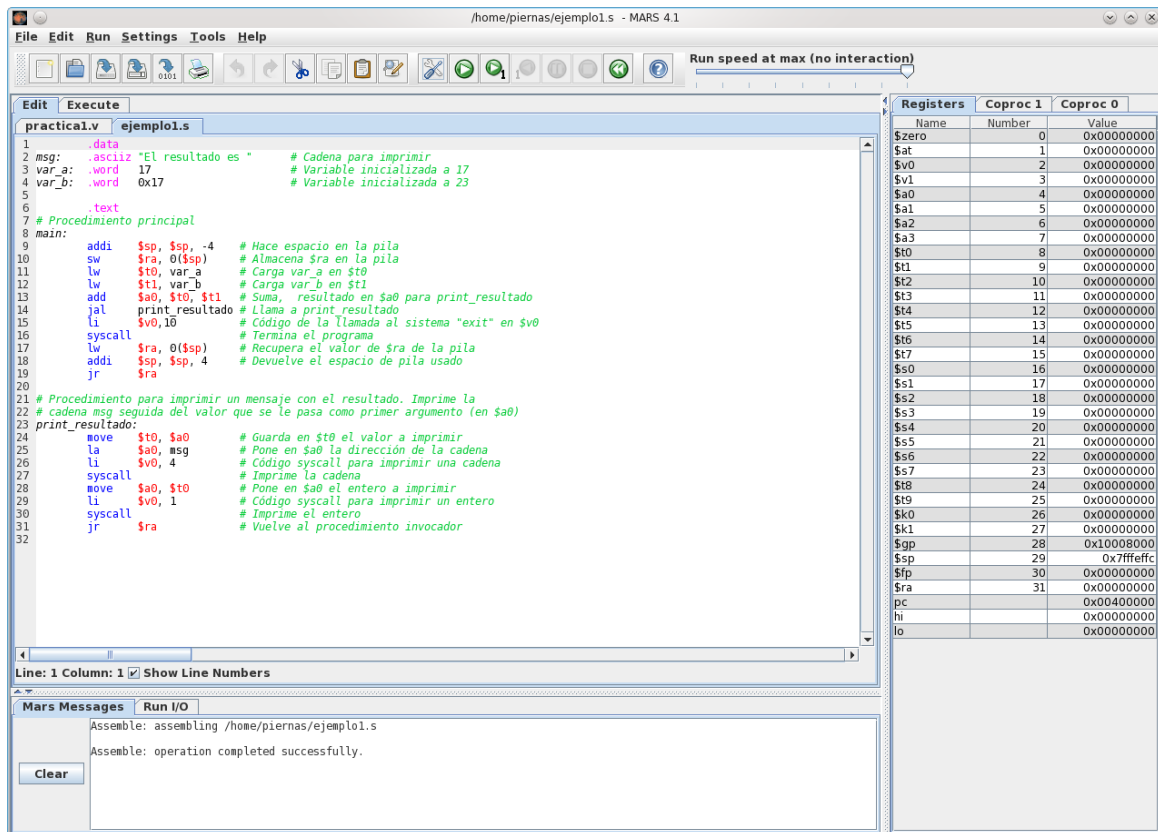 /home/piernas/ejemplo1.s - MARS 4.1
File Edit Run Settings Tools Help
Run speed at max (no interaction)
Edit Execute
practica1.v ejemplo1.s
1 .data
2 msg: .asciiz "El resultado es " # Cadena para imprimir
3 var_a: .word 17 # Variable inicializada a 17
4 var_b: .word 0x17 # Variable inicializada a 23
5
6 .text
7 # Procedimiento principal
8 main:
9 addi $sp, $sp, -4 # Hace espacio en la pila
10 sw $ra, 0($sp) # Almacena $ra en la pila
11 lw $t0, var_a # Carga var_a en $t0
12 lw $t1, var_b # Carga var_b en $t1
13 add $a0, $t0, $t1 # Suma, resultado en $a0 para print_resultado
14 jal print_resultado # Llama a print_resultado
15 li $v0,10 # Código de la llamada al sistema "exit" en $v0
16 syscall # Termina el programa
17 lw $ra, 0($sp) # Recupera el valor de $ra de la pila
18 addi $sp, $sp, 4 # Devuelve el espacio de pila usado
19 jr $ra
20
21 # Procedimiento para imprimir un mensaje con el resultado. Imprime la
22 # cadena msg seguida del valor que se le pasa como primer argumento (en $a0)
23 print_resultado:
24 move $t0, $a0 # Guarda en $t0 el valor a imprimir
25 la $a0, msg # Pone en $a0 la dirección de la cadena
26 li $v0, 4 # Código syscall para imprimir una cadena
27 syscall # Imprime la cadena
28 move $a0, $t0 # Pone en $a0 el entero a imprimir
29 li $v0, 1 # Código syscall para imprimir un entero
30 syscall # Imprime el entero
31 jr $ra # Vuelve al procedimiento invocador
32
Line: 1 Column: 1 Show Line Numbers
Mars Messages Run I/O
Assemble: assembling /home/piernas/ejemplo1.s
Assemble: operation completed successfully.
Clear
Registers Coproc 1 Coproc 0
Name Number Value
$zero 0 0x00000000
$at 1 0x00000000
$v0 2 0x00000000
$v1 3 0x00000000
$a0 4 0x00000000
$a1 5 0x00000000
$a2 6 0x00000000
$a3 7 0x00000000
$t0 8 0x00000000
$t1 9 0x00000000
$t2 10 0x00000000
$t3 11 0x00000000
$t4 12 0x00000000
$t5 13 0x00000000
$t6 14 0x00000000
$t7 15 0x00000000
$s0 16 0x00000000
$s1 17 0x00000000
$s2 18 0x00000000
$s3 19 0x00000000
$s4 20 0x00000000
$s5 21 0x00000000
$s6 22 0x00000000
$s7 23 0x00000000
$t8 24 0x00000000
$t9 25 0x00000000
$k0 26 0x00000000
$k1 27 0x00000000
$gp 28 0x10008000
$sp 29 0x7fffeffc
$fp 30 0x00000000
$ra 31 0x00000000
pc 0x00400000
hi 0x00000000
lo 0x00000000